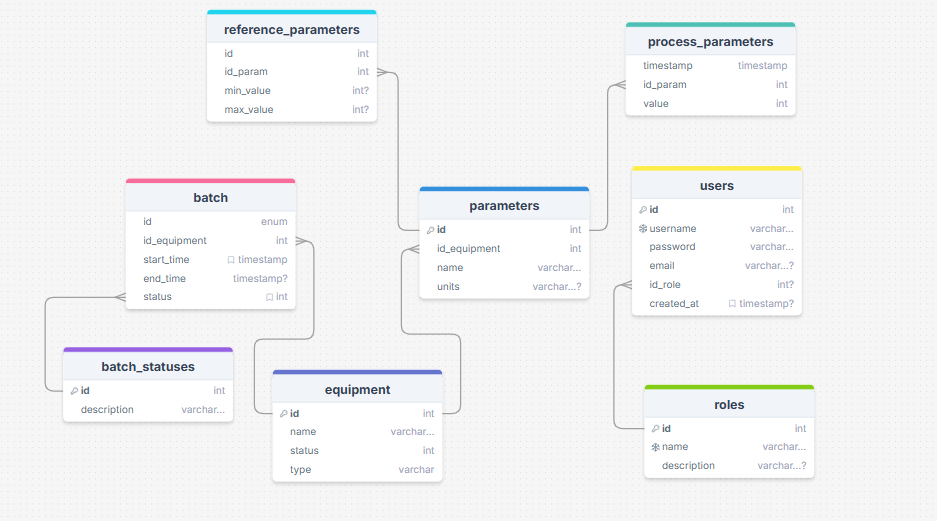 reference_parameters
id int
id_param int
min_value int?
max_value int?
process_parameters
timestamp timestamp
id_param int
value int
batch
id enum
id_equipment int
start_time timestamp
end_time timestamp?
status int
parameters
id int
id_equipment int
name varchar...
units varchar...?
users
id int
username varchar...
password varchar...
email varchar...?
id_role int?
created_at timestamp?
batch_statuses
id int
description varchar...
equipment
id int
name varchar...
status int
type varchar
roles
id int
name varchar...
description varchar...?